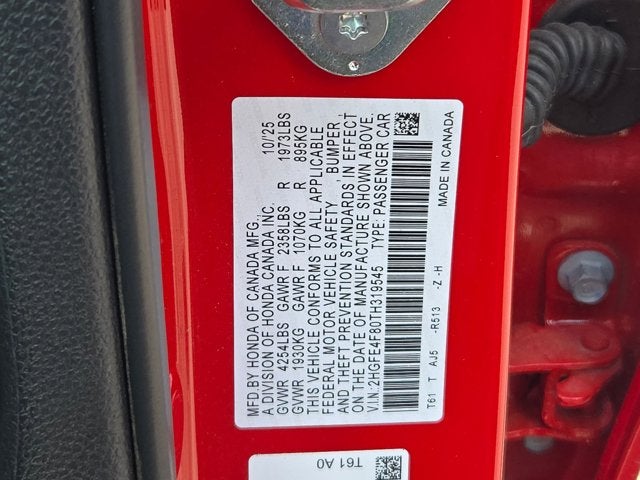 MFD.BY HONDA OF CANADA MFG., 10/25
A DIVISION OF HONDA CANADA INC.
GVWR 4254LBS GAWR F 2358LBS R 1973LBS
GVWR 1930KG GAWR F 1070KG R 895KG
THIS VEHICLE CONFORMS TO ALL APPLICABLE
FEDERAL MOTOR VEHICLE SAFETY , BUMPER,
AND THEFT PREVENTION STANDARDS IN EFFECT
ON THE DATE OF MANUFACTURE SHOWN ABOVE.
V.I.N.: 2HGFE4F80TH319545 TYPE: PASSENGER CAR
T61 T AJ5 -R513 -Z -H
MADE IN CANADA
T61 A0